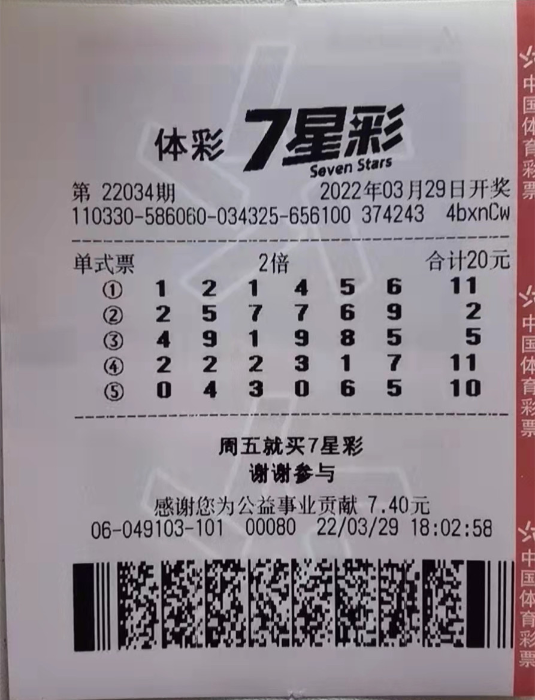 体彩 7星彩
Seven Stars
第 22034期 2022年03月29日开奖
110330-586060-034325-656100 374243 4bxnCw
单式票 2倍 合计20元
① 1 2 1 4 5 6 11
② 2 5 7 7 6 9 2
③ 4 9 1 9 8 5 5
④ 2 2 2 3 1 7 11
⑤ 0 4 3 0 6 5 10
周五就买7星彩
谢谢参与
感谢您为公益事业贡献 7.40元
06-049103-101 00080 22/03/29 18:02:58
中国体育彩票
中国体育彩票
中国体育彩票